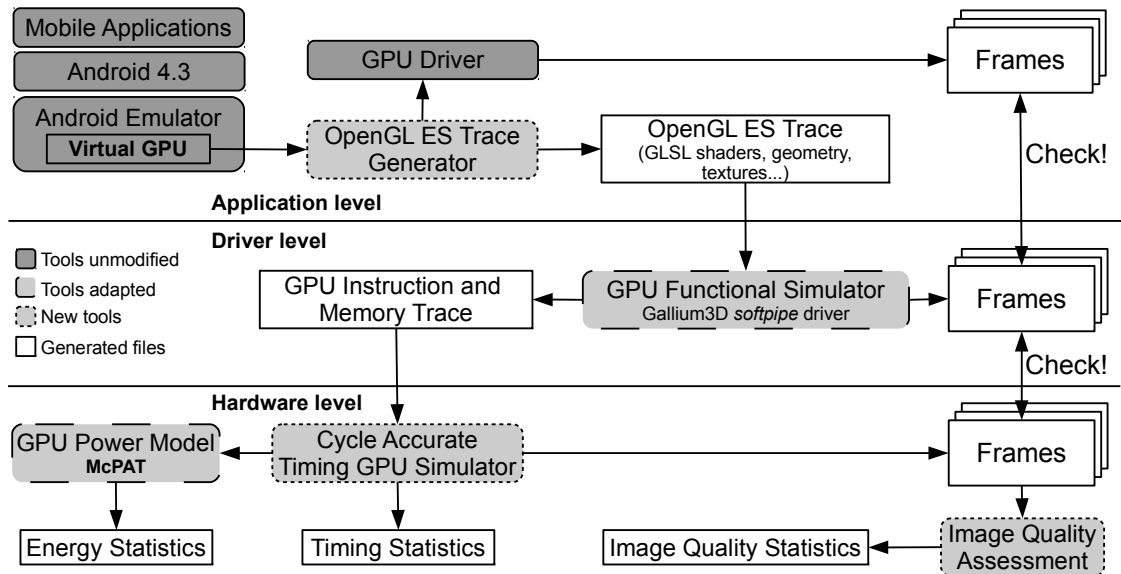 Mobile Applications
Android 4.3
Android Emulator
Virtual GPU
GPU Driver
OpenGL ES Trace
Generator
OpenGL ES Trace
(GLSL shaders, geometry,
textures...)
Frames
Check!
Application level
Driver level
Tools unmodified
Tools adapted
New tools
Generated files
GPU Instruction and
Memory Trace
GPU Functional Simulator
Gallium3D softpipe driver
Frames
Check!
Hardware level
GPU Power Model
McPAT
Cycle Accurate
Timing GPU Simulator
Frames
Energy Statistics
Timing Statistics
Image Quality Statistics
Image Quality
Assessment